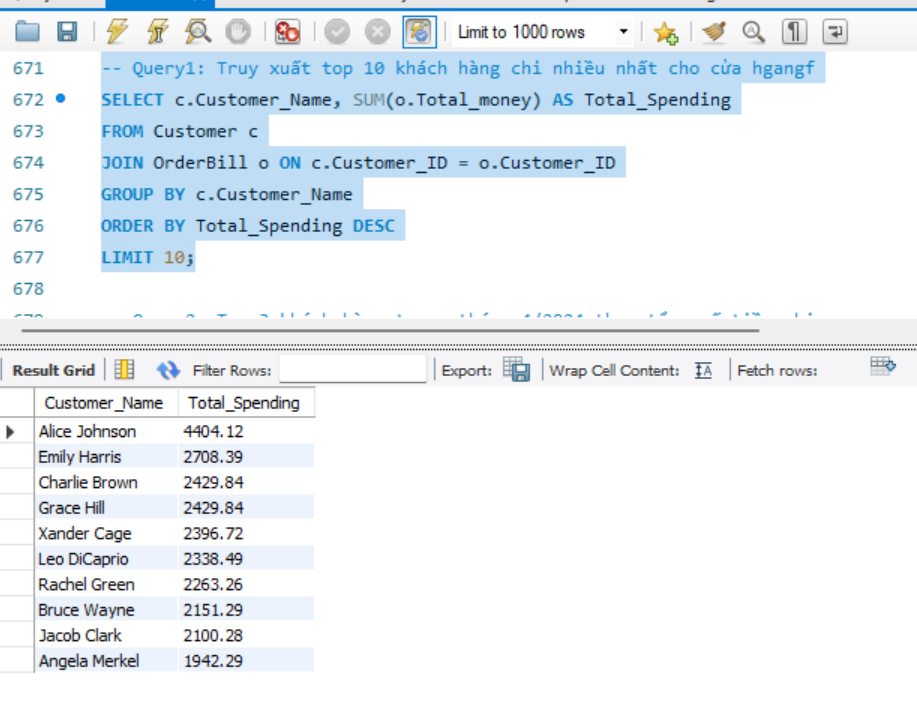 Limit to 1000 rows
671 -- Query1: Truy xuất top 10 khách hàng chi nhiều nhất cho cửa hgangf
672 SELECT c.Customer_Name, SUM(o.Total_money) AS Total_Spending
673 FROM Customer c
674 JOIN OrderBill o ON c.Customer_ID = o.Customer_ID
675 GROUP BY c.Customer_Name
676 ORDER BY Total_Spending DESC
677 LIMIT 10;
678
Result Grid Filter Rows: Export: Wrap Cell Content: IA Fetch rows:
Customer_Name Total_Spending
Alice Johnson 4404.12
Emily Harris 2708.39
Charlie Brown 2429.84
Grace Hill 2429.84
Xander Cage 2396.72
Leo DiCaprio 2338.49
Rachel Green 2263.26
Bruce Wayne 2151.29
Jacob Clark 2100.28
Angela Merkel 1942.29